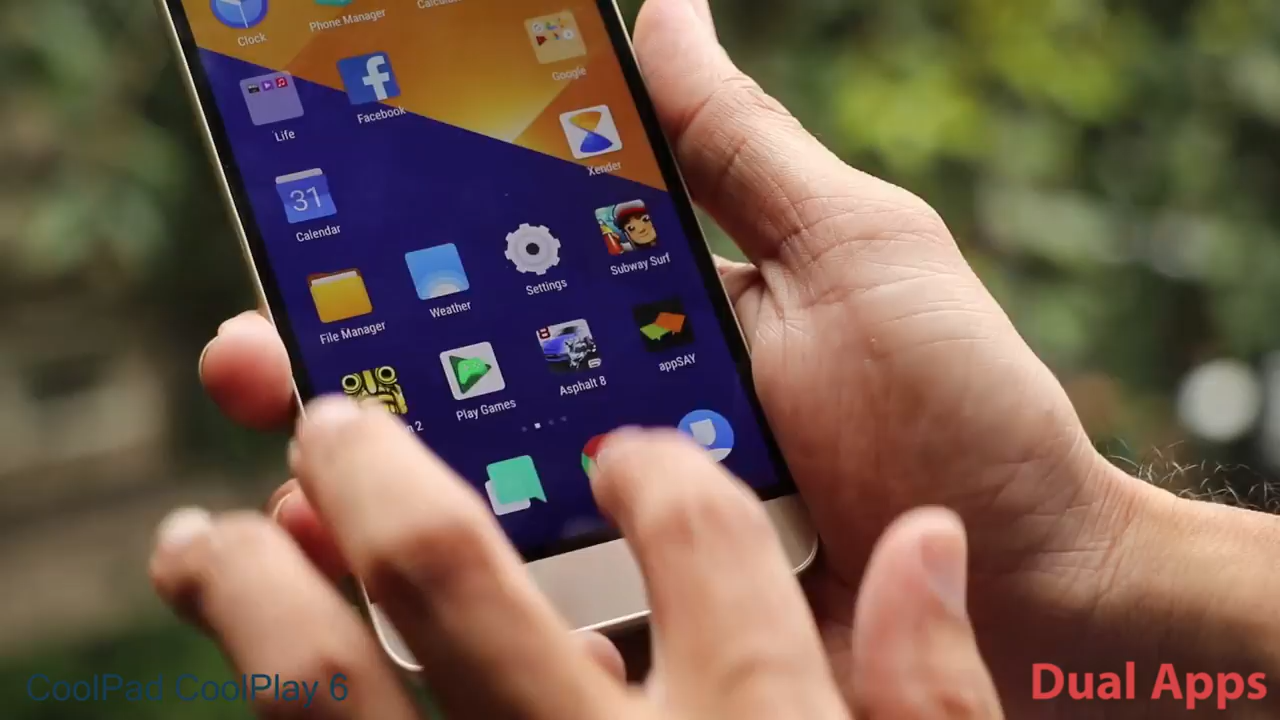 Clock
Phone Manager
Life
Facebook
Google
Xender
31
Calendar
File Manager
Weather
Settings
Subway Surf
2
Play Games
Asphalt 8
appSAY
CoolPad CoolPlay 6
Dual Apps